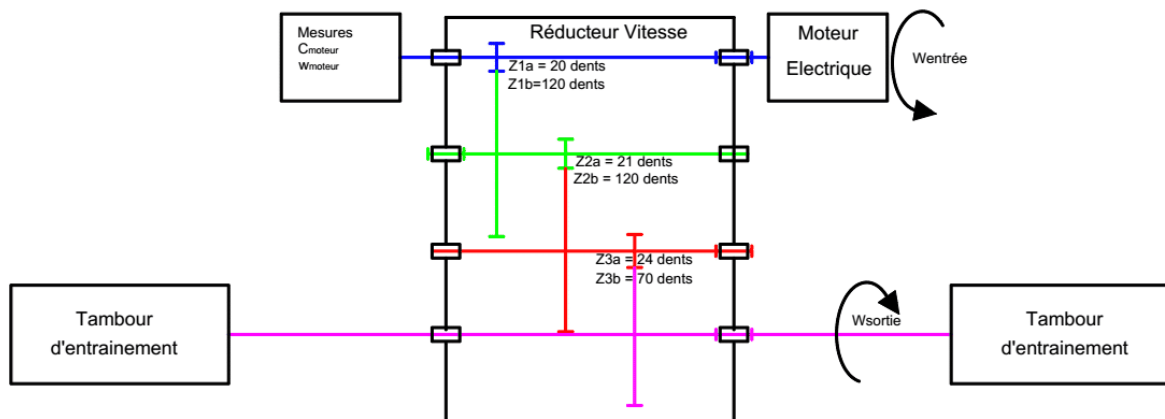 Mesures
Cmoteur
wmoteur
Réducteur Vitesse
Z1a = 20 dents
Z1b=120 dents
Moteur
Electrique
Wentrée
Z2a = 21 dents
Z2b = 120 dents
Z3a = 24 dents
Z3b = 70 dents
Tambour
d'entrainement
Wsortie
Tambour
d'entrainement